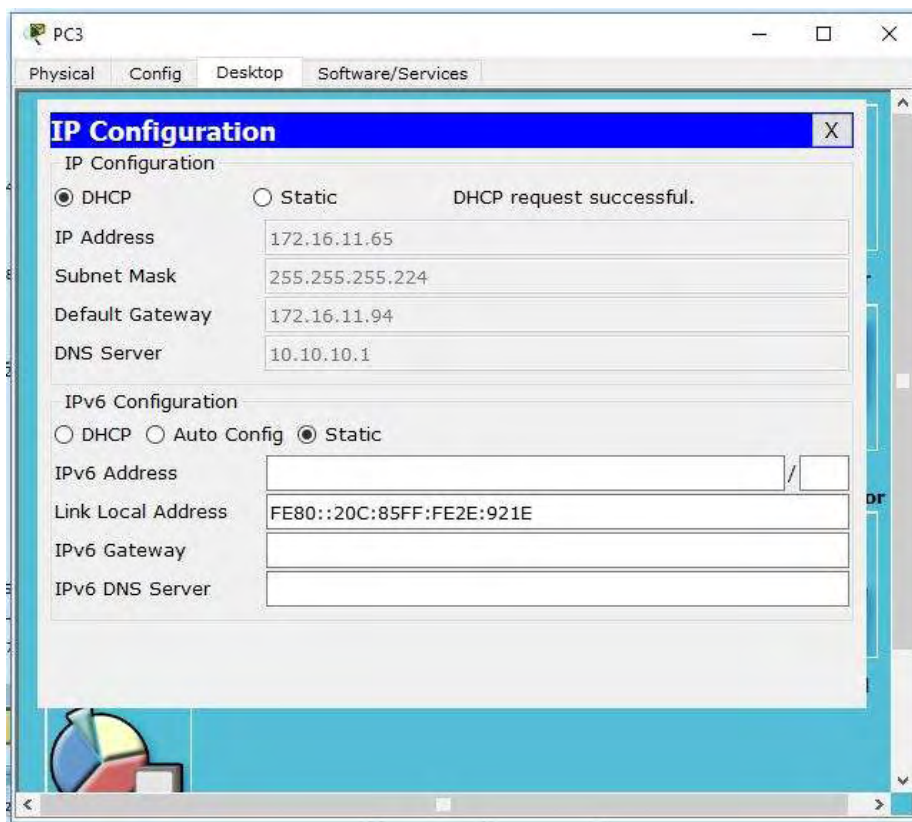 PC3
Physical Config Desktop Software/Services
IP Configuration X
IP Configuration
DHCP Static DHCP request successful.
IP Address 172.16.11.65
Subnet Mask 255.255.255.224
Default Gateway 172.16.11.94
DNS Server 10.10.10.1
IPv6 Configuration
DHCP Auto Config Static
IPv6 Address /
Link Local Address FE80::20C:85FF:FE2E:921E
IPv6 Gateway
IPv6 DNS Server
or